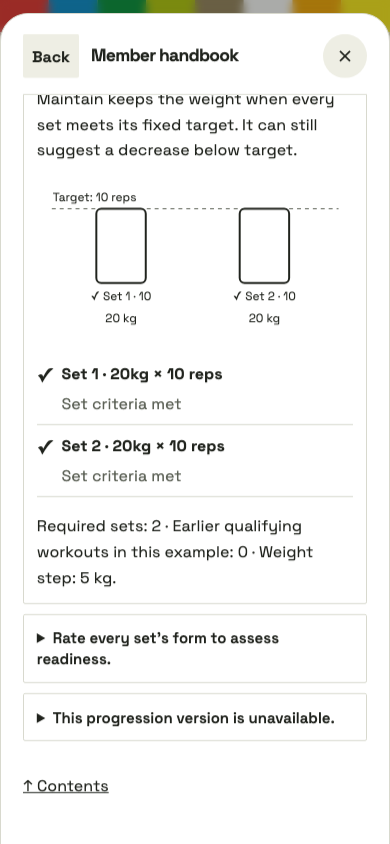 Back Member handbook ×
Maintain keeps the weight when every
set meets its fixed target. It can still
suggest a decrease below target.
Target: 10 reps
✓ Set 1 · 10 ✓ Set 2 · 10
20 kg 20 kg
✓ Set 1 · 20kg × 10 reps
Set criteria met
✓ Set 2 · 20kg × 10 reps
Set criteria met
Required sets: 2 · Earlier qualifying
workouts in this example: 0 · Weight
step: 5 kg.
▶ Rate every set's form to assess
readiness.
▶ This progression version is unavailable.
↑ Contents